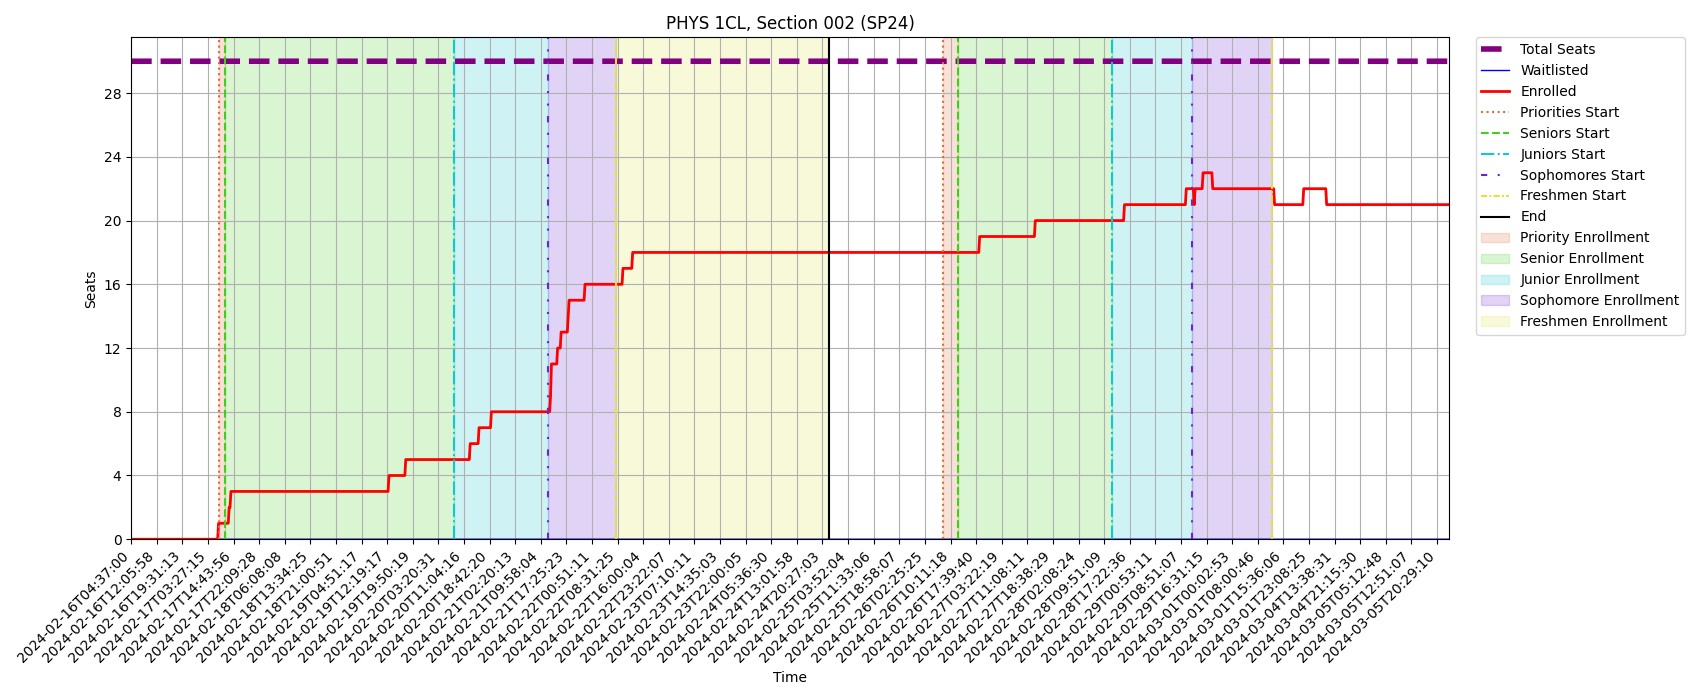 PHYS 1CL, Section 002 (SP24)
Seats
28
24
20
16
12
8
4
0
2024-02-16T04:37:00
2024-02-16T12:05:58
2024-02-16T19:31:13
2024-02-17T03:27:15
2024-02-17T14:43:56
2024-02-17T22:09:28
2024-02-18T06:08:08
2024-02-18T13:34:25
2024-02-18T21:00:51
2024-02-19T04:51:17
2024-02-19T12:19:17
2024-02-19T19:50:19
2024-02-20T03:20:31
2024-02-20T11:04:16
2024-02-20T18:42:20
2024-02-21T02:20:13
2024-02-21T09:58:04
2024-02-21T17:25:23
2024-02-22T00:51:11
2024-02-22T08:31:25
2024-02-22T16:00:04
2024-02-22T23:22:07
2024-02-23T07:10:11
2024-02-23T14:35:03
2024-02-23T22:00:05
2024-02-24T05:36:30
2024-02-24T13:01:58
2024-02-24T20:27:03
2024-02-25T03:52:04
2024-02-25T11:33:06
2024-02-25T18:58:07
2024-02-26T02:25:25
2024-02-26T10:11:18
2024-02-26T17:39:40
2024-02-27T03:22:19
2024-02-27T11:08:11
2024-02-27T18:38:29
2024-02-28T02:08:24
2024-02-28T09:51:09
2024-02-28T17:22:36
2024-02-29T00:53:11
2024-02-29T08:51:07
2024-02-29T16:31:15
2024-03-01T00:02:53
2024-03-01T08:00:46
2024-03-01T15:36:06
2024-03-01T23:08:25
2024-03-04T13:38:31
2024-03-04T21:15:30
2024-03-05T05:12:48
2024-03-05T12:51:07
2024-03-05T20:29:10
Time
Total Seats
Waitlisted
Enrolled
Priorities Start
Seniors Start
Juniors Start
Sophomores Start
Freshmen Start
End
Priority Enrollment
Senior Enrollment
Junior Enrollment
Sophomore Enrollment
Freshmen Enrollment